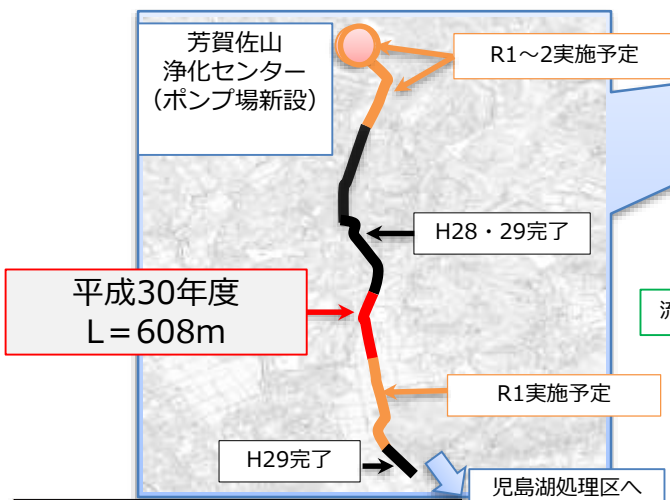 芳賀佐山
浄化センター
（ポンプ場新設）
R1～2実施予定
H28・29完了
平成30年度
L＝608m
流
R1実施予定
H29完了
児島湖処理区へ